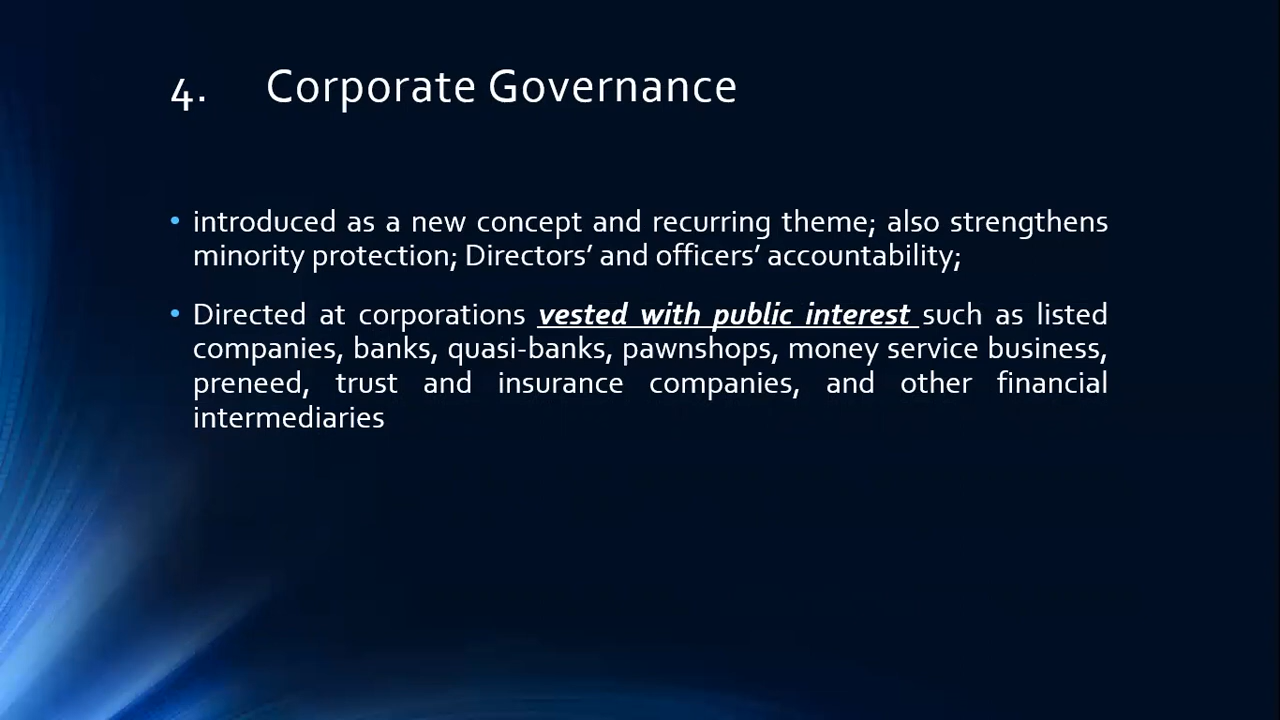 4. Corporate Governance
• introduced as a new concept and recurring theme; also strengthens
minority protection; Directors’ and officers’ accountability;
• Directed at corporations vested with public interest such as listed
companies, banks, quasi-banks, pawnshops, money service business,
preneed, trust and insurance companies, and other financial
intermediaries